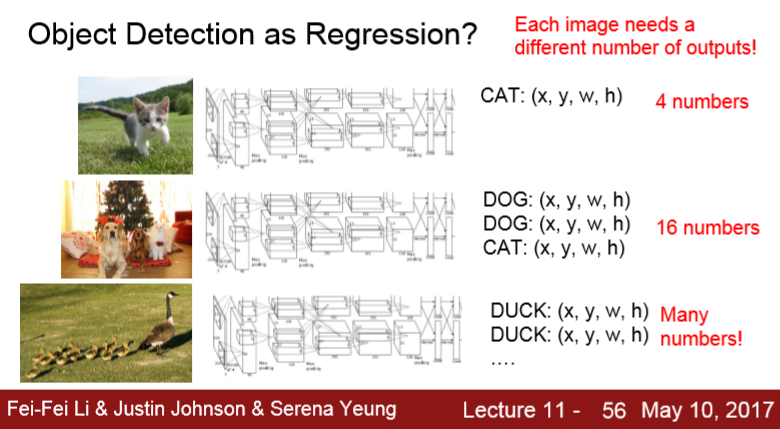 Object Detection as Regression?
Each image needs a
different number of outputs!
CAT: (x, y, w, h)
4 numbers
DOG: (x, y, w, h)
DOG: (x, y, w, h)
16 numbers
CAT: (x, y, w, h)
DUCK: (x, y, w, h)
Many
DUCK: (x, y, w, h)
numbers!
....
Fei-Fei Li & Justin Johnson & Serena Yeung
Lecture 11 - 56 May 10, 2017